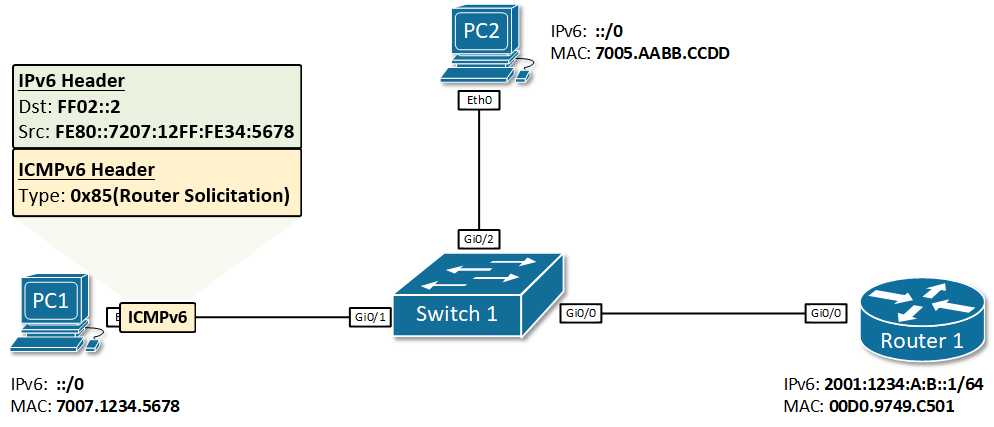 PC2
IPv6: ::/0
MAC: 7005.AABB.CCDD
Eth0
IPv6 Header
Dst: FF02::2
Src: FE80::7207:12FF:FE34:5678
ICMPv6 Header
Type: 0x85(Router Solicitation)
Gi0/2
PC1
ICMPv6
Gi0/1
Switch 1
Gi0/0
Gi0/0
Router 1
IPv6: ::/0
MAC: 7007.1234.5678
IPv6: 2001:1234:A:B::1/64
MAC: 00D0.9749.C501